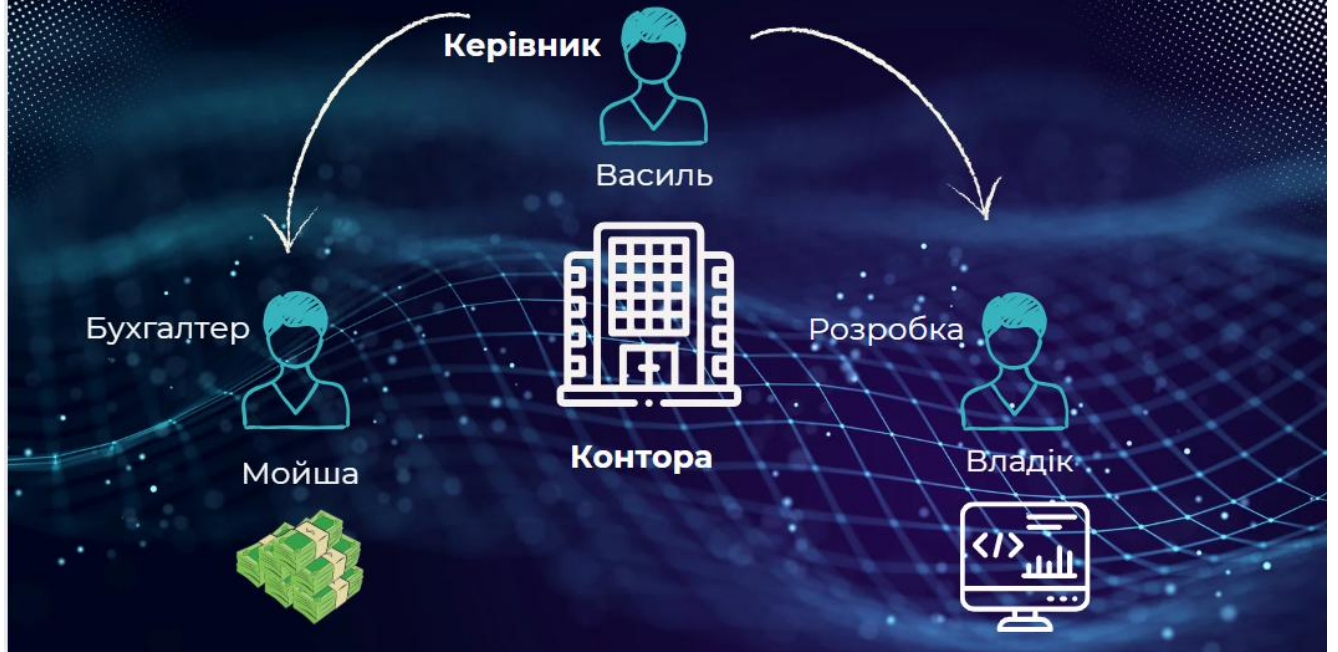 Керівник
Василь
Бухгалтер
Розробка
Контора
Мойша
Владік
</>